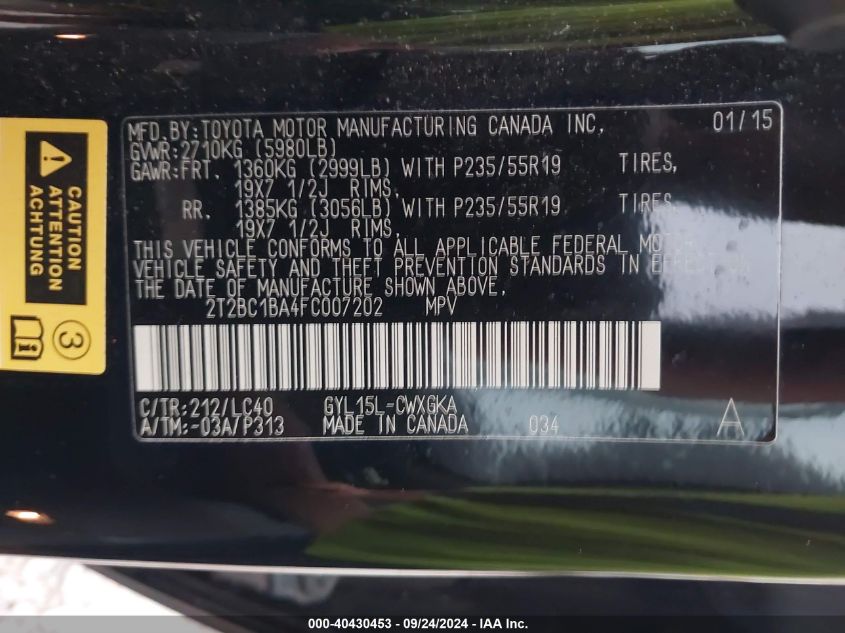 CAUTION
ATTENTION
ACHTUNG
3
MFD.BY:TOYOTA MOTOR MANUFACTURING CANADA INC. 01/15
GVWR:2710KG (5980LB)
GAWR:FRT. 1360KG (2999LB) WITH P235/55R19 TIRES,
19X7 1/2J RIMS,
RR. 1385KG (3056LB) WITH P235/55R19 TIRES,
19X7 1/2J RIMS,
THIS VEHICLE CONFORMS TO ALL APPLICABLE FEDERAL MOTOR
VEHICLE SAFETY AND THEFT PREVENTION STANDARDS IN EFFECT ON
THE DATE OF MANUFACTURE SHOWN ABOVE.
2T2BC1BA4FC007202 MPV
C/TR:212/LC40 GYL15L-CWXGKA
A/TM:-03A/P313 MADE IN CANADA 034 A
000-40430453 - 09/24/2024 - IAA Inc.